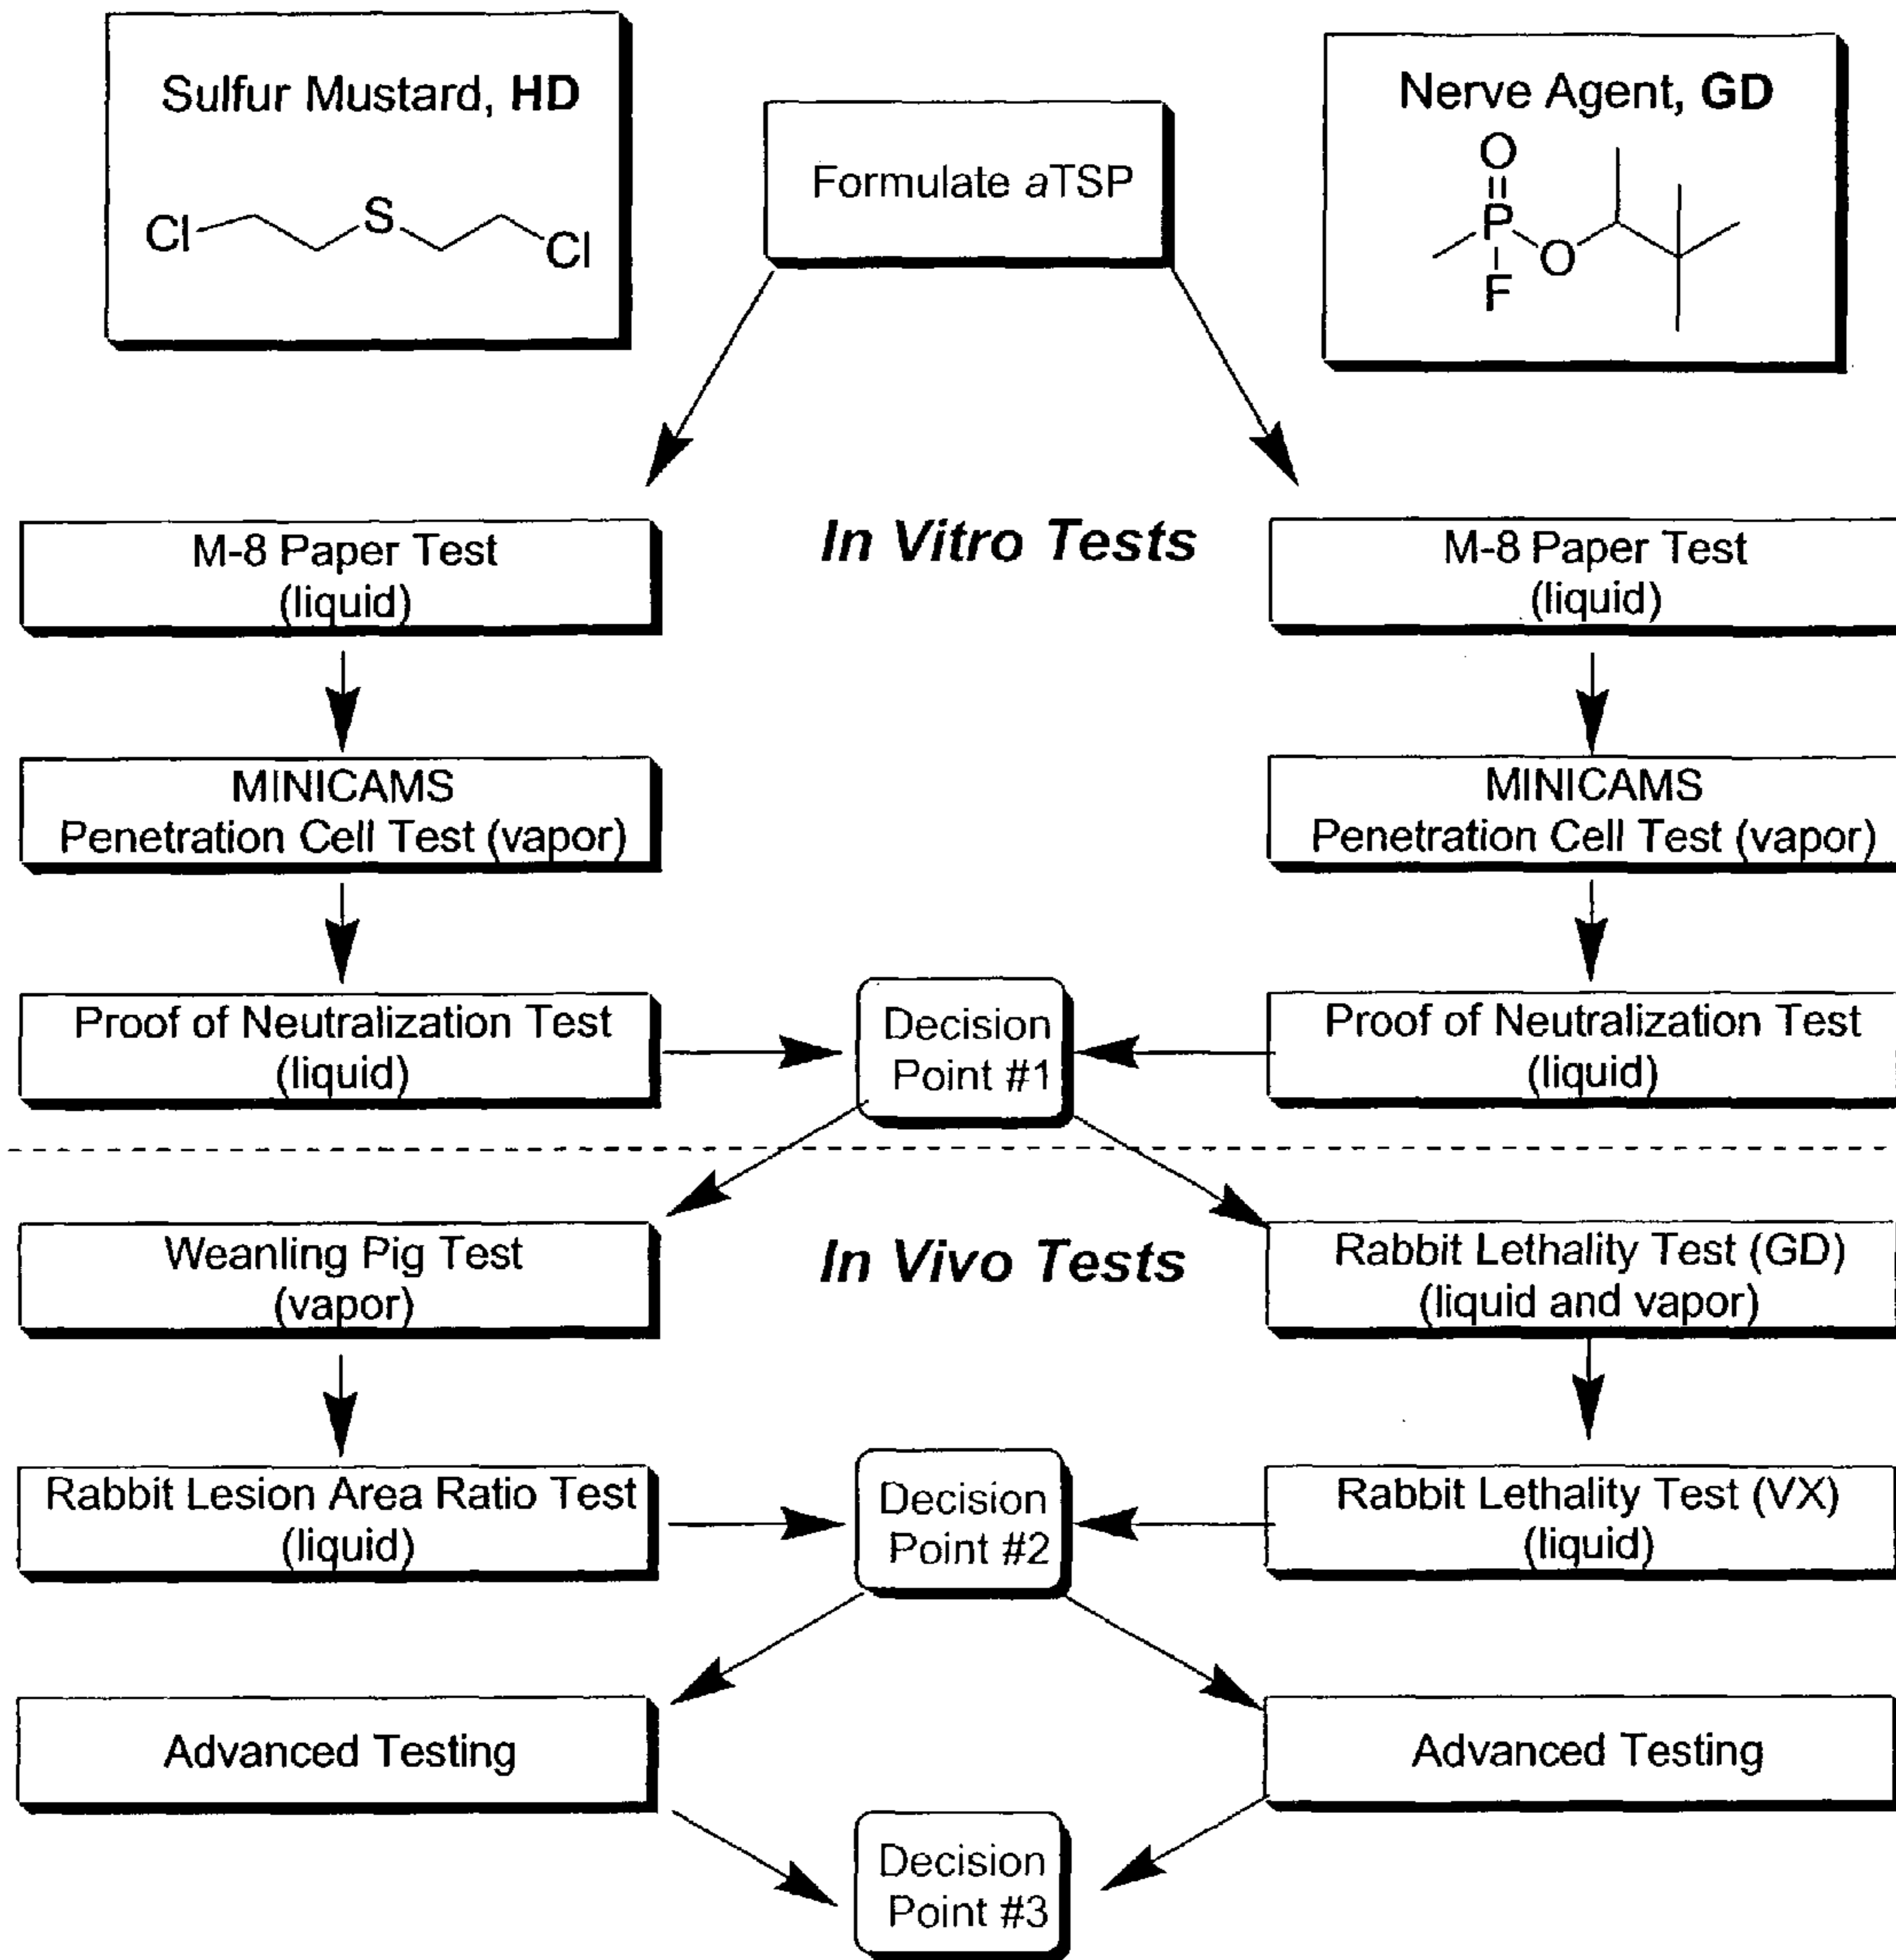 Sulfur Mustard, HD
Cl
S
Cl
Formulate aTSP
Nerve Agent, GD
O
P
O
F
In Vitro Tests
M-8 Paper Test
(liquid)
M-8 Paper Test
(liquid)
MINICAMS
Penetration Cell Test (vapor)
MINICAMS
Penetration Cell Test (vapor)
Proof of Neutralization Test
(liquid)
Decision
Point #1
Proof of Neutralization Test
(liquid)
In Vivo Tests
Weanling Pig Test
(vapor)
Rabbit Lethality Test (GD)
(liquid and vapor)
Rabbit Lesion Area Ratio Test
(liquid)
Decision
Point #2
Rabbit Lethality Test (VX)
(liquid)
Advanced Testing
Advanced Testing
Decision
Point #3